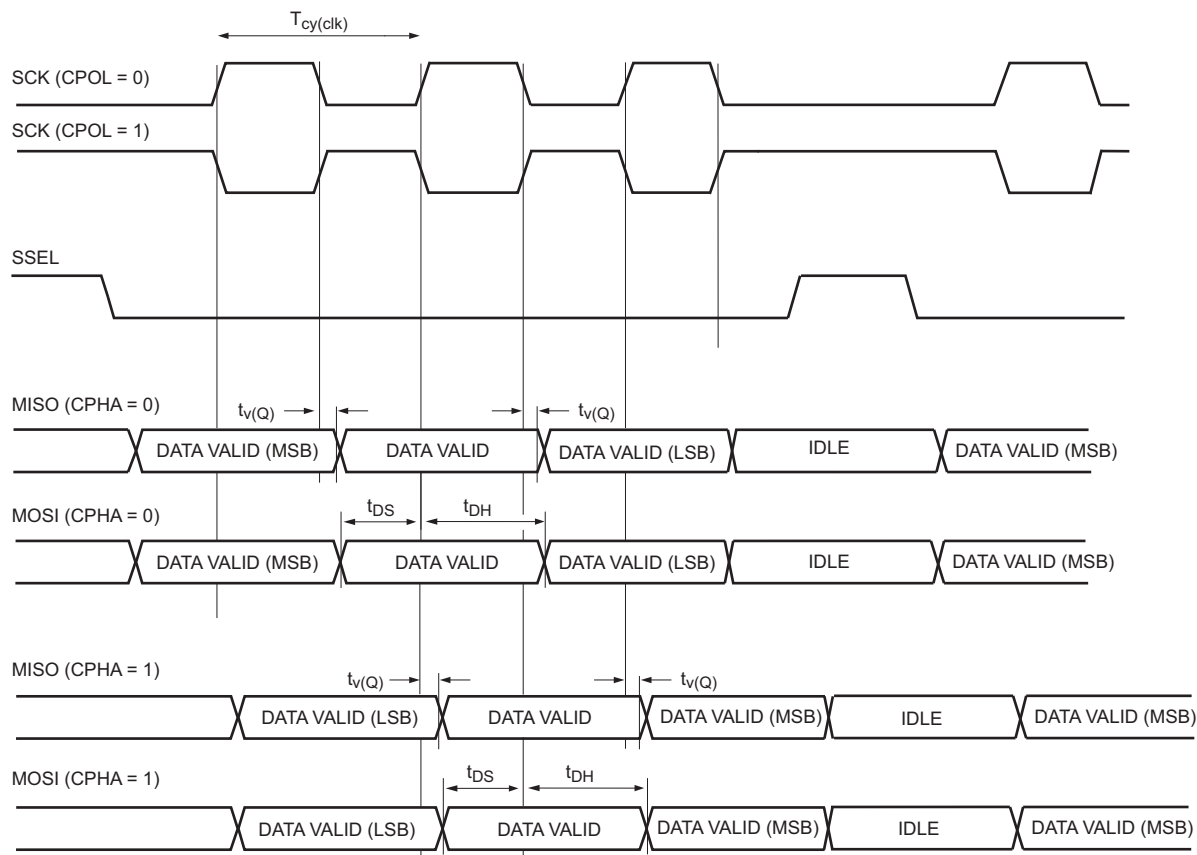 Tcy(clk)
SCK (CPOL = 0)
SCK (CPOL = 1)
SSEL
MISO (CPHA = 0)
tv(Q) tv(Q)
DATA VALID (MSB) DATA VALID DATA VALID (LSB) IDLE DATA VALID (MSB)
tDS tDH
MOSI (CPHA = 0)
DATA VALID (MSB) DATA VALID DATA VALID (LSB) IDLE DATA VALID (MSB)
MISO (CPHA = 1)
tv(Q) tv(Q)
DATA VALID (LSB) DATA VALID DATA VALID (MSB) IDLE DATA VALID (MSB)
tDS tDH
MOSI (CPHA = 1)
DATA VALID (LSB) DATA VALID DATA VALID (MSB) IDLE DATA VALID (MSB)